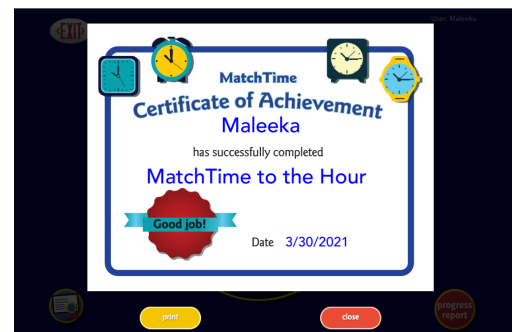 EXIT
User: Maleeka
MatchTime
Certificate of Achievement
Maleeka
has successfully completed
MatchTime to the Hour
Good job!
Date 3/30/2021
print
close
progress
report